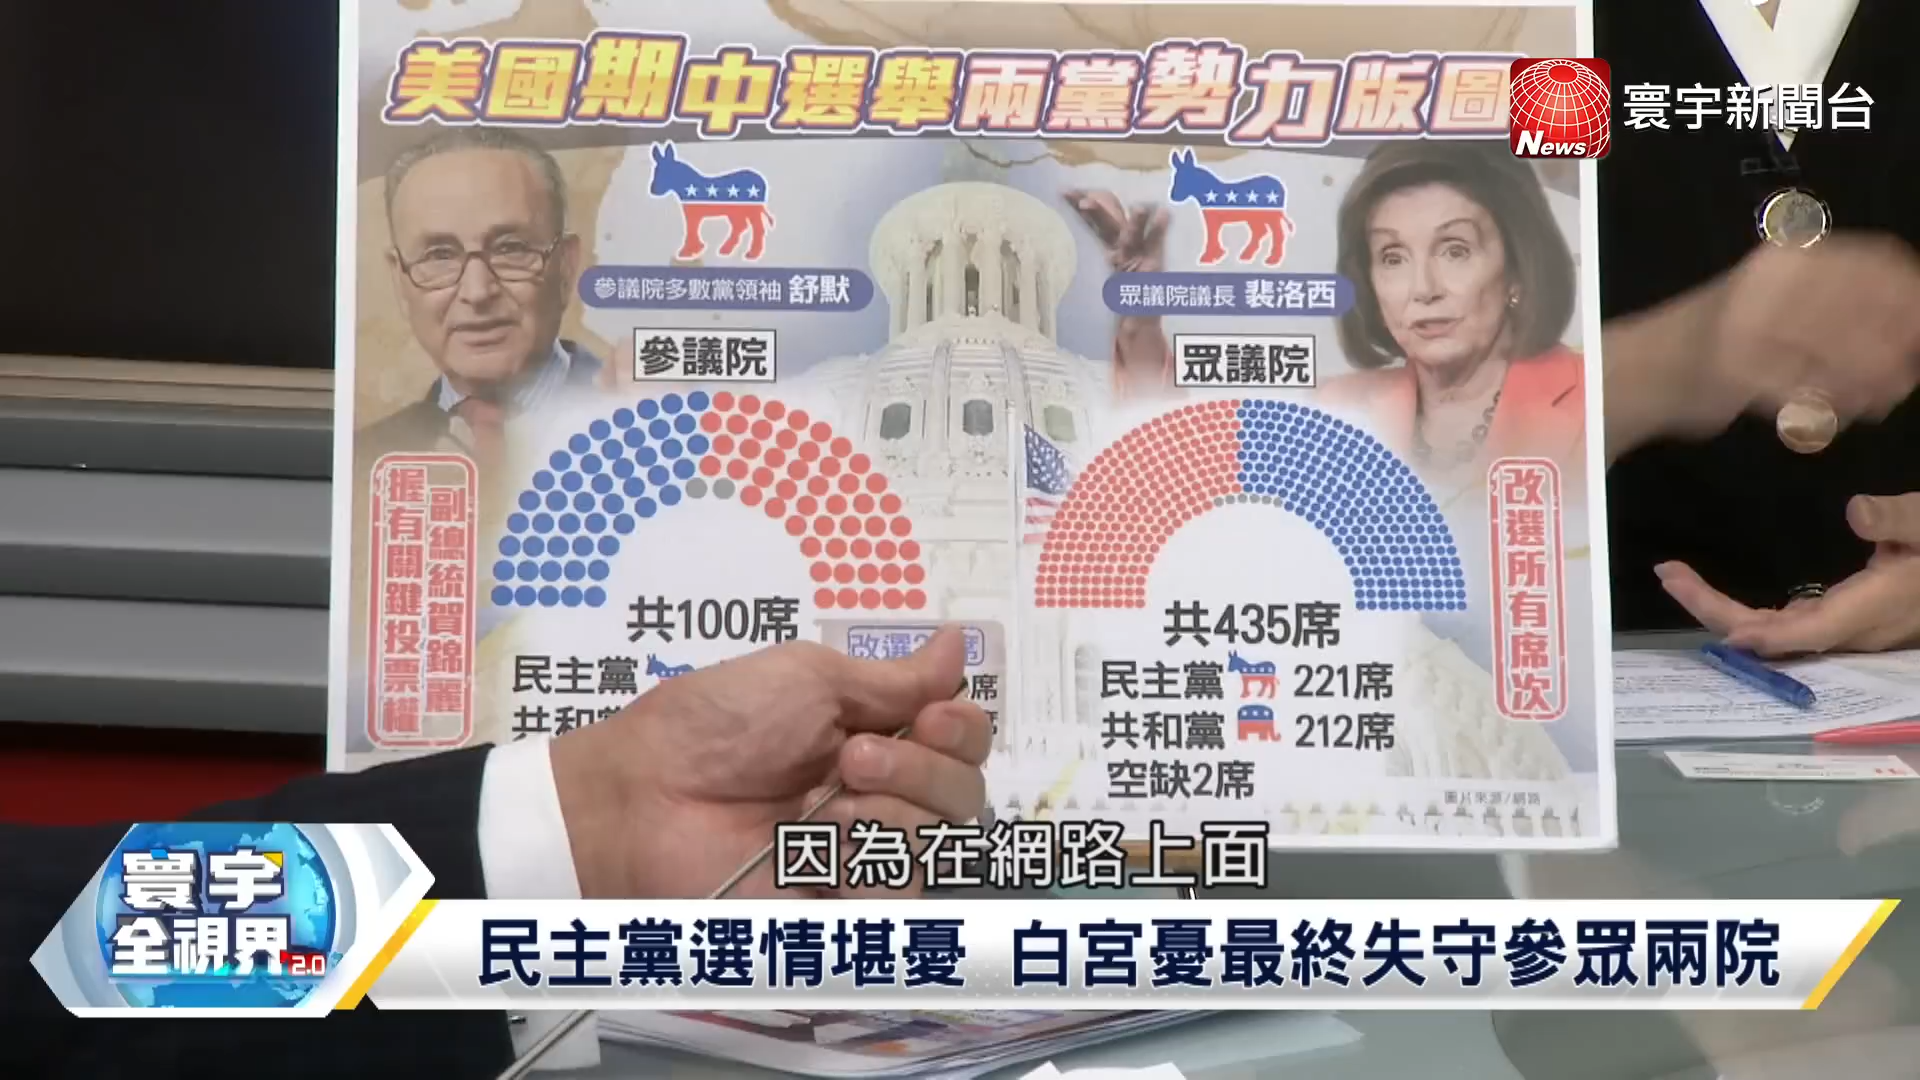 美國期中選舉兩黨勢力版圖
News
寰宇新聞台
參議院多數黨領袖 舒默
眾議院議長 裴洛西
參議院
眾議院
副總統賀錦麗
握有關鍵投票權
改選所有席次
共100席
改選
席
民主黨
席
共和
共435席
民主黨 221席
共和黨 212席
空缺2席
圖片來源/網路
因為在網路上面
寰宇
全視界2.0
民主黨選情堪憂 白宮憂最終失守參眾兩院